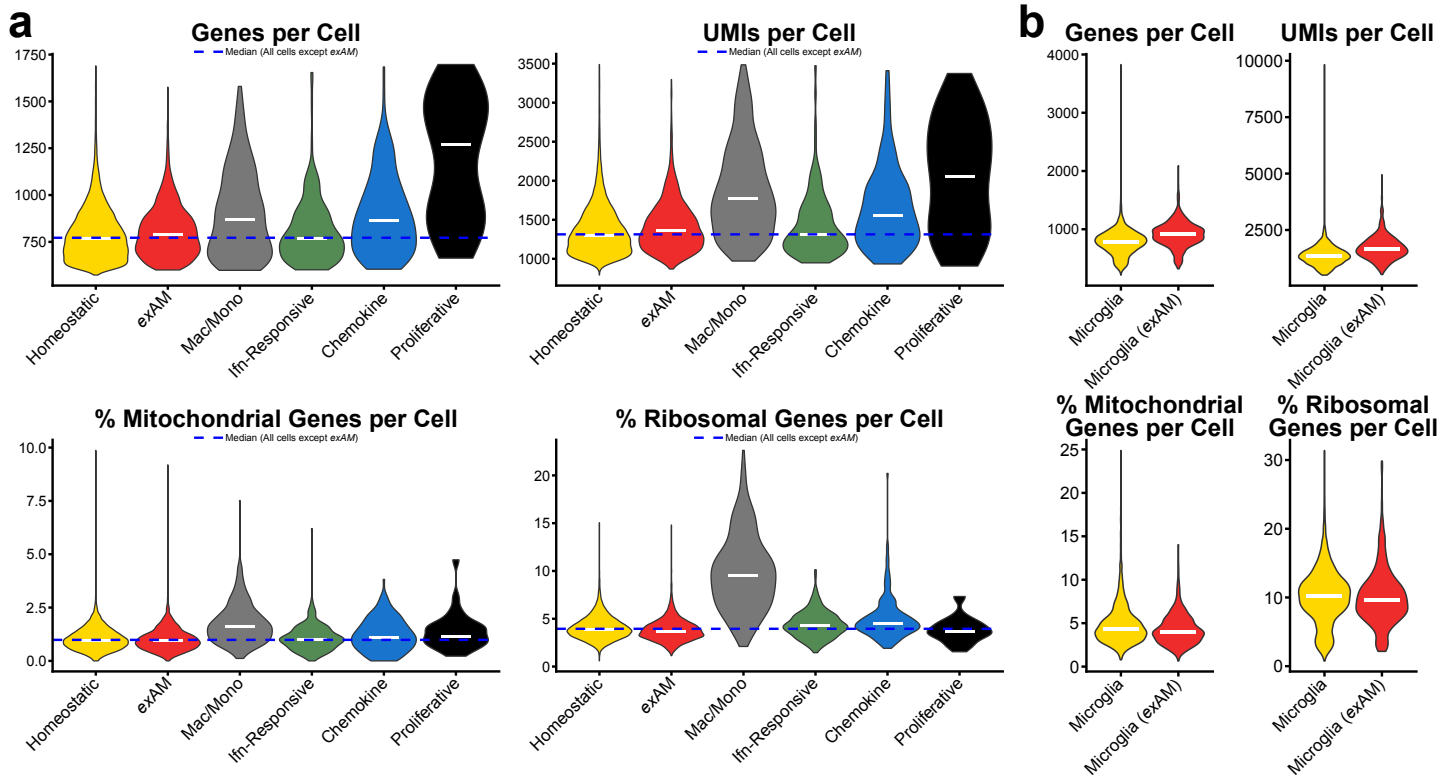 a
Genes per Cell
Median (All cells except exAM)
1750
1500
1250
1000
750
Homeostatic
exAM
Mac/Mono
Ifn-Responsive
Chemokine
Proliferative
UMIs per Cell
Median (All cells except exAM)
3500
3000
2500
2000
1500
1000
Homeostatic
exAM
Mac/Mono
Ifn-Responsive
Chemokine
Proliferative
% Mitochondrial Genes per Cell
Median (All cells except exAM)
10.0
7.5
5.0
2.5
0.0
Homeostatic
exAM
Mac/Mono
Ifn-Responsive
Chemokine
Proliferative
% Ribosomal Genes per Cell
Median (All cells except exAM)
20
15
10
5
0
Homeostatic
exAM
Mac/Mono
Ifn-Responsive
Chemokine
Proliferative
b
Genes per Cell
4000
3000
2000
1000
0
Microglia
Microglia (exAM)
UMIs per Cell
10000
7500
5000
2500
0
Microglia
Microglia (exAM)
% Mitochondrial
Genes per Cell
25
20
15
10
5
0
Microglia
Microglia (exAM)
% Ribosomal
Genes per Cell
30
20
10
0
Microglia
Microglia (exAM)